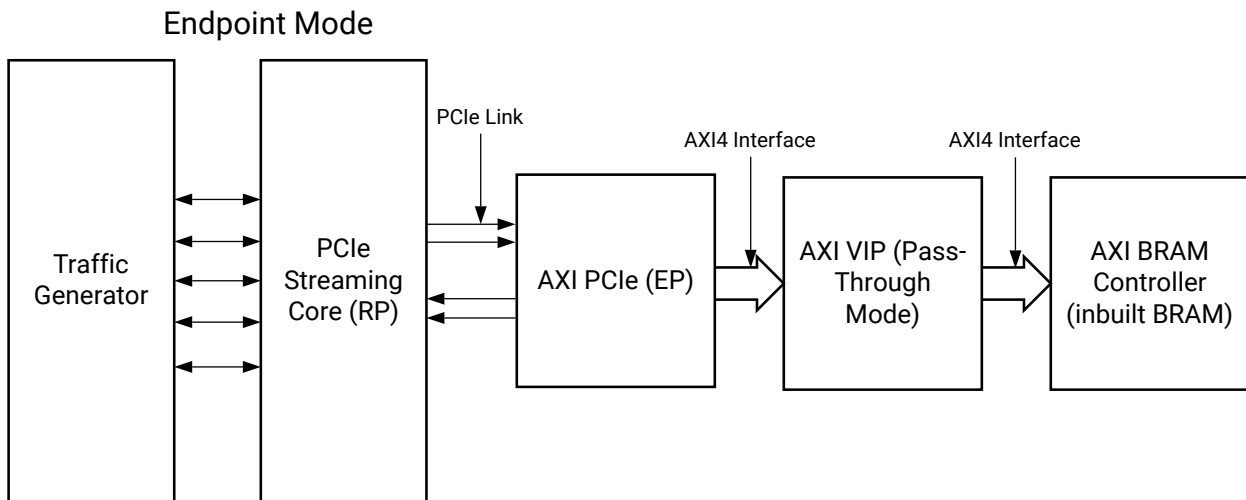 Endpoint Mode
PCIe Link
AXI4 Interface
AXI4 Interface
Traffic
Generator
PCIe
Streaming
Core (RP)
AXI PCIe (EP)
AXI VIP (Pass-
Through
Mode)
AXI BRAM
Controller
(inbuilt BRAM)